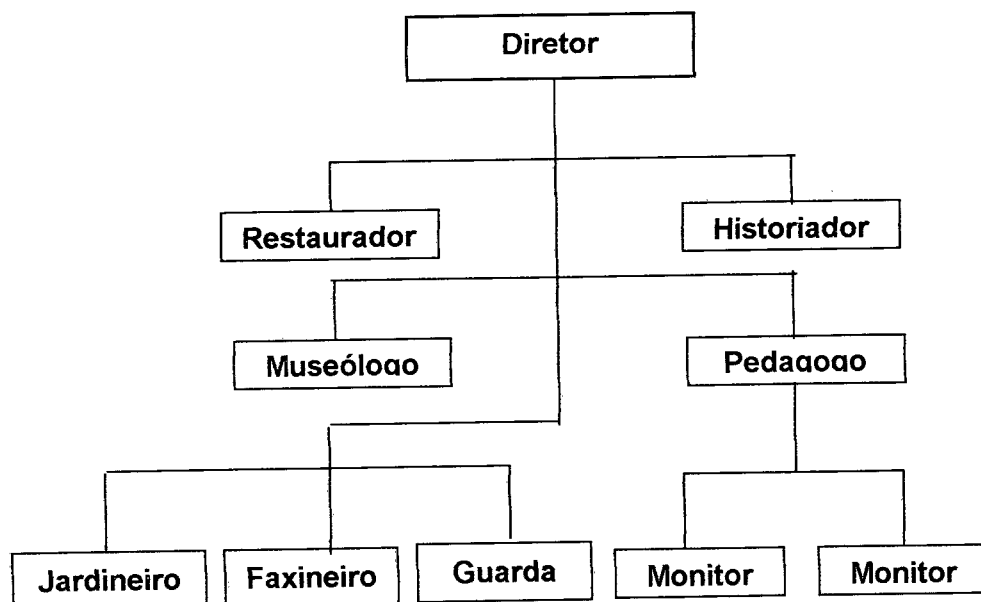 Diretor
Restaurador
Historiador
Museólogo
Pedagogo
Jardineiro
Faxineiro
Guarda
Monitor
Monitor